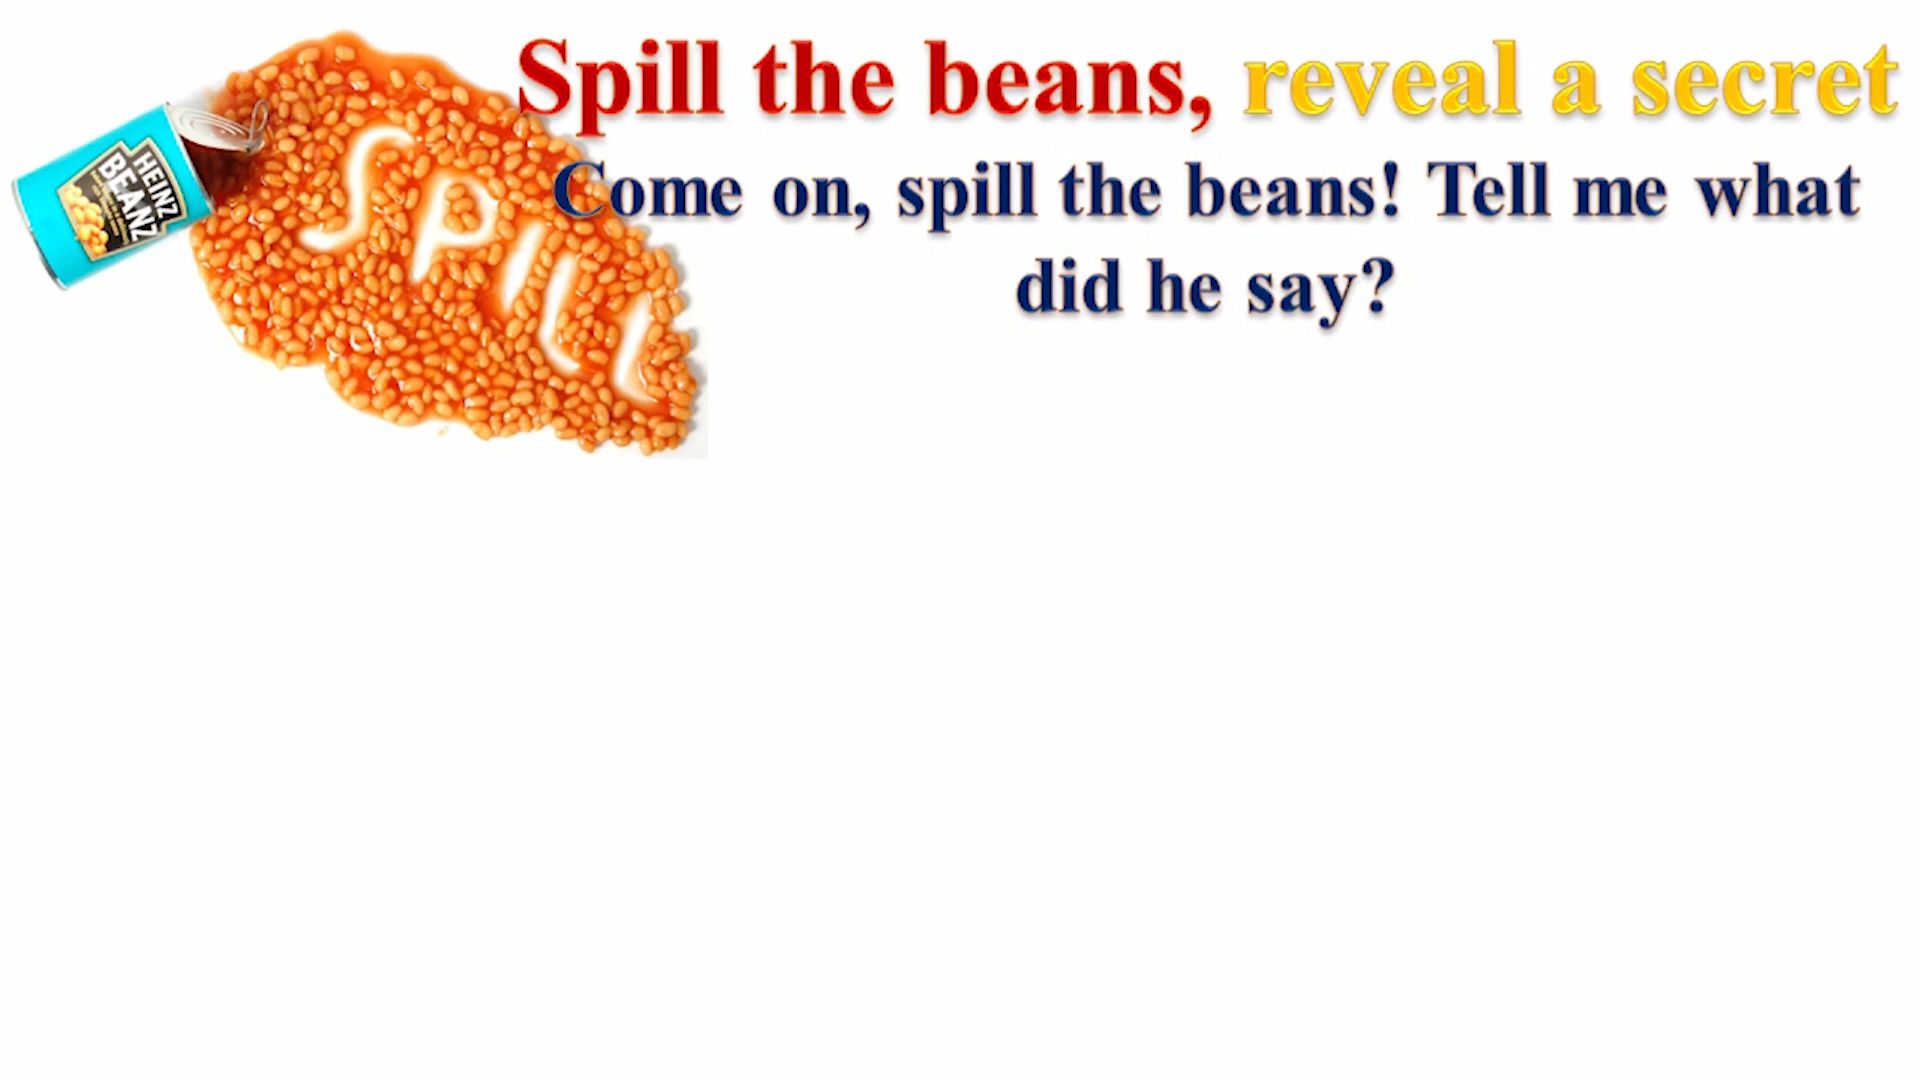 Spill the beans, reveal a secret
Come on, spill the beans! Tell me what
did he say?
HEINZ
BEANZ
SPILL